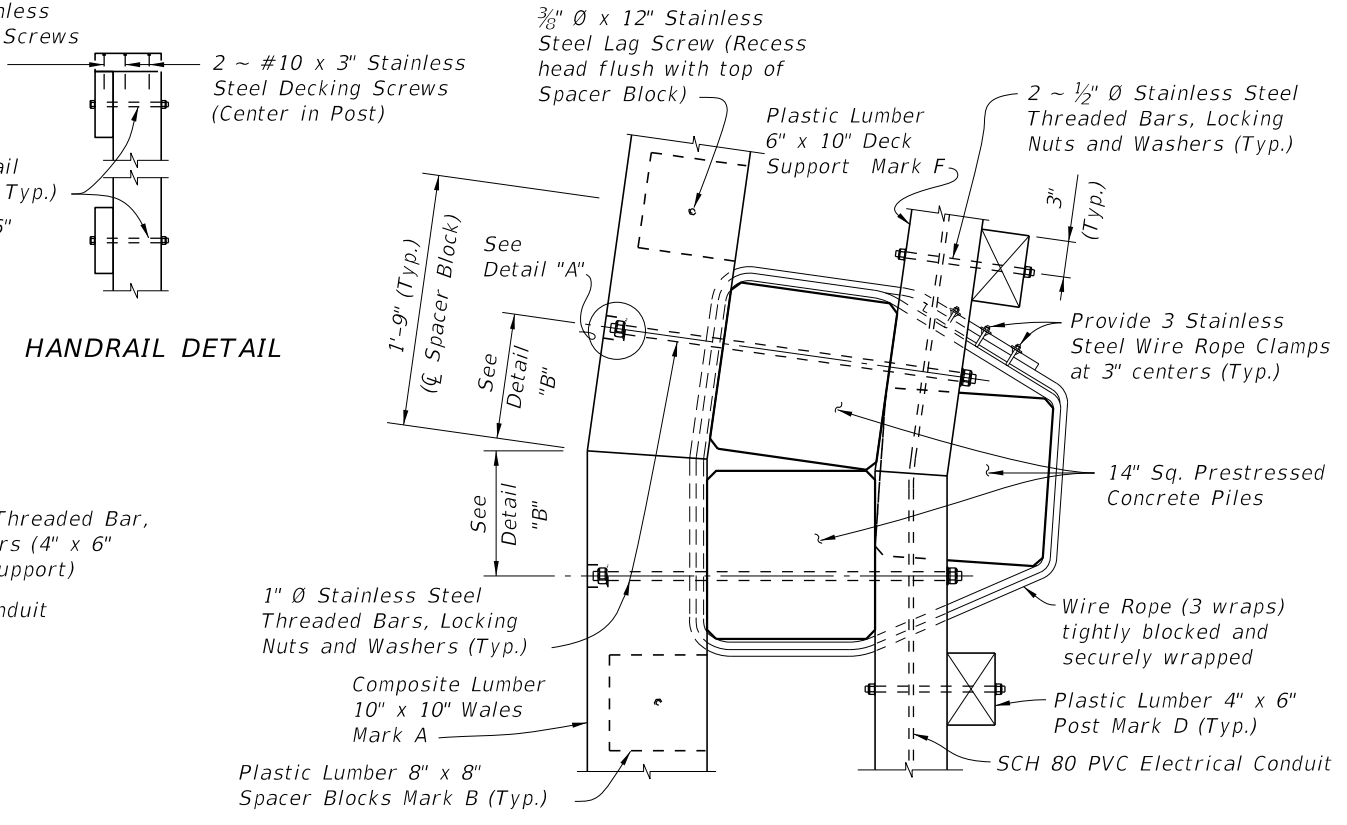 Screws
2 ~ #10 x 3" Stainless
Steel Decking Screws
(Center in Post)
Typ.)
6"
HANDRAIL DETAIL
Threaded Bar,
(4" x 6"
⅜" Ø x 12" Stainless
Steel Lag Screw (Recess
head flush with top of
Spacer Block)
Plastic Lumber
6" x 10" Deck
Support Mark F
2 ~ ½" Ø Stainless Steel
Threaded Bars, Locking
Nuts and Washers (Typ.)
3"
(Typ.)
1'-9" (Typ.)
(℄ Spacer Block)
See
Detail "A"
See
Detail
"B"
See
Detail
"B"
Provide 3 Stainless
Steel Wire Rope Clamps
at 3" centers (Typ.)
14" Sq. Prestressed
Concrete Piles
1" Ø Stainless Steel
Threaded Bars, Locking
Nuts and Washers (Typ.)
Wire Rope (3 wraps)
tightly blocked and
securely wrapped
Composite Lumber
10" x 10" Wales
Mark A
Plastic Lumber 4" x 6"
Post Mark D (Typ.)
SCH 80 PVC Electrical Conduit
Plastic Lumber 8" x 8"
Spacer Blocks Mark B (Typ.)